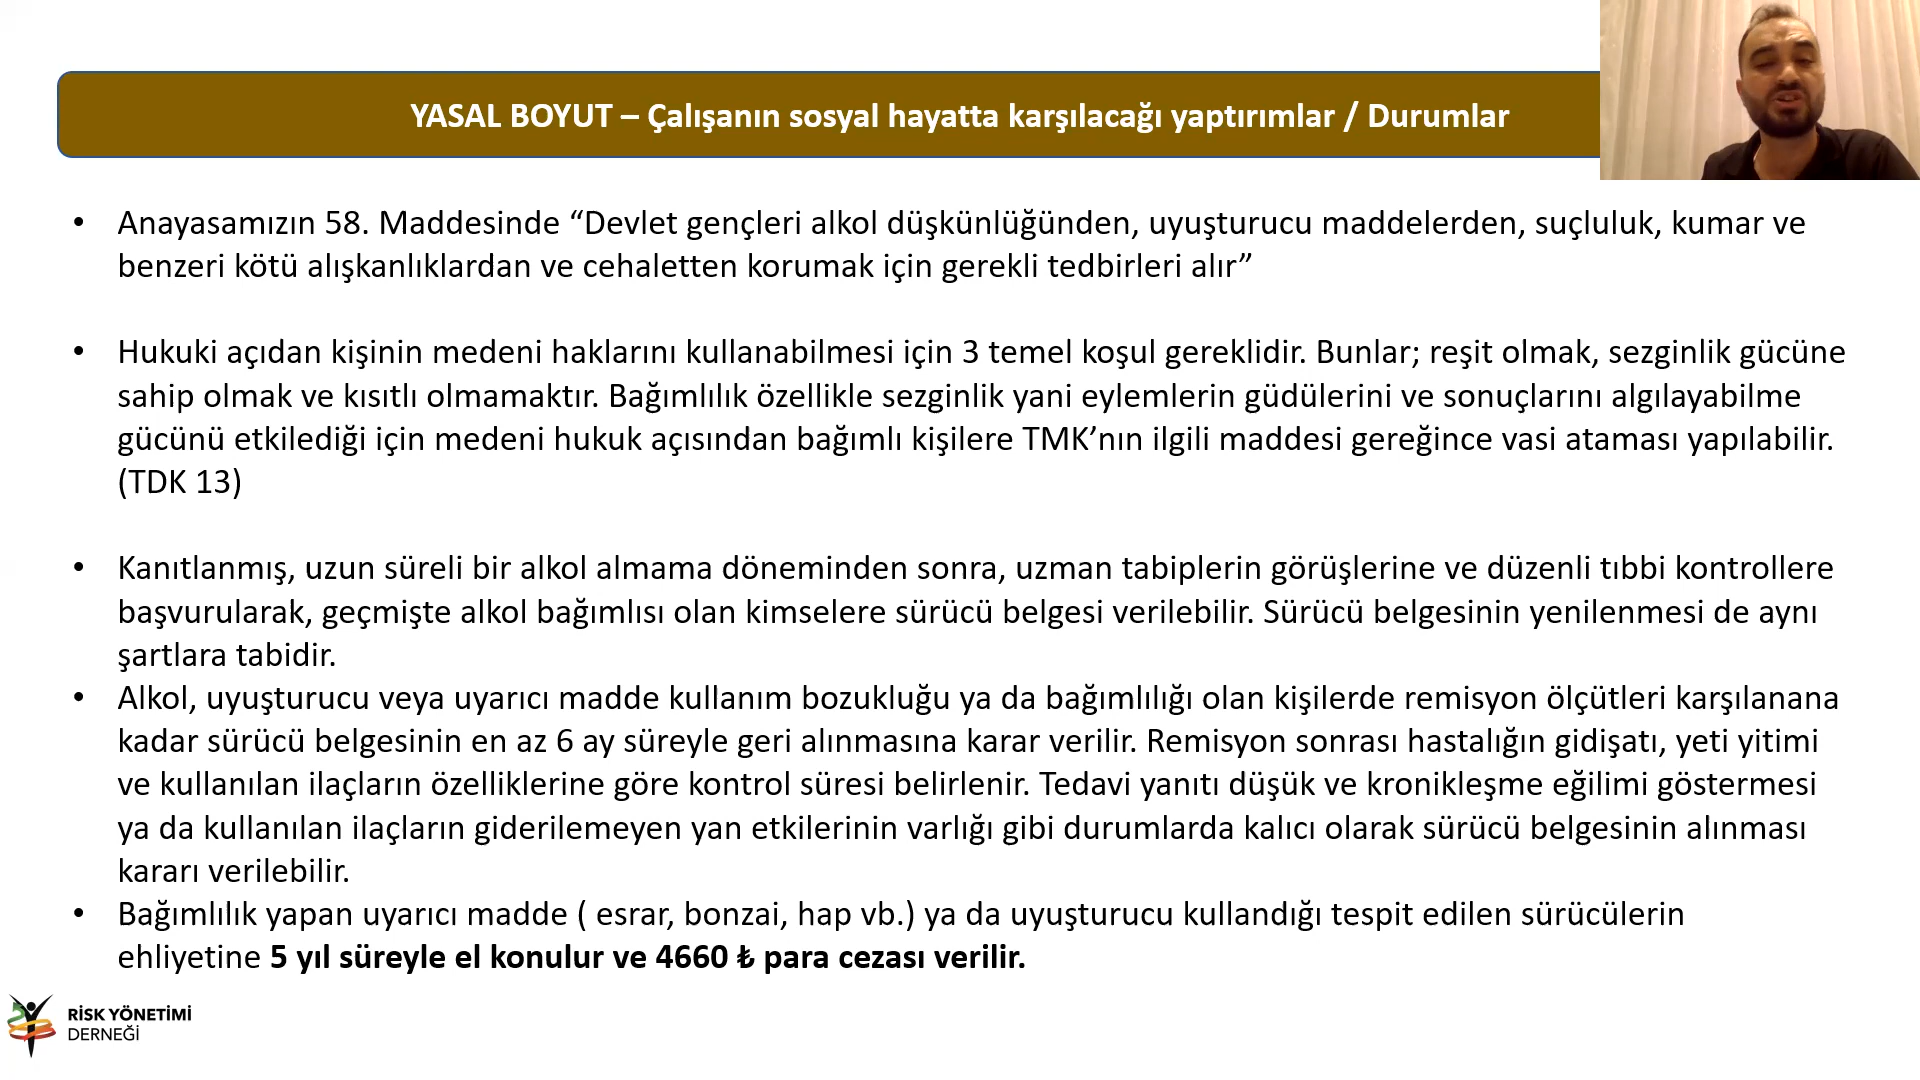 YASAL BOYUT – Çalışanın sosyal hayatta karşılacağı yaptırımlar / Durumlar
• Anayasamızın 58. Maddesinde “Devlet gençleri alkol düşkünlüğünden, uyuşturucu maddelerden, suçluluk, kumar ve
benzeri kötü alışkanlıklardan ve cehaletten korumak için gerekli tedbirleri alır”
• Hukuki açıdan kişinin medeni haklarını kullanabilmesi için 3 temel koşul gereklidir. Bunlar; reşit olmak, sezginlik gücüne
sahip olmak ve kısıtlı olmamaktır. Bağımlılık özellikle sezginlik yani eylemlerin güdülerini ve sonuçlarını algılayabilme
gücünü etkilediği için medeni hukuk açısından bağımlı kişilere TMK’nın ilgili maddesi gereğince vasi ataması yapılabilir.
(TDK 13)
• Kanıtlanmış, uzun süreli bir alkol almama döneminden sonra, uzman tabiplerin görüşlerine ve düzenli tıbbi kontrollere
başvurularak, geçmişte alkol bağımlısı olan kimselere sürücü belgesi verilebilir. Sürücü belgesinin yenilenmesi de aynı
şartlara tabidir.
• Alkol, uyuşturucu veya uyarıcı madde kullanım bozukluğu ya da bağımlılığı olan kişilerde remisyon ölçütleri karşılanana
kadar sürücü belgesinin en az 6 ay süreyle geri alınmasına karar verilir. Remisyon sonrası hastalığın gidişatı, yeti yitimi
ve kullanılan ilaçların özelliklerine göre kontrol süresi belirlenir. Tedavi yanıtı düşük ve kronikleşme eğilimi göstermesi
ya da kullanılan ilaçların giderilemeyen yan etkilerinin varlığı gibi durumlarda kalıcı olarak sürücü belgesinin alınması
kararı verilebilir.
• Bağımlılık yapan uyarıcı madde ( esrar, bonzai, hap vb.) ya da uyuşturucu kullandığı tespit edilen sürücülerin
ehliyetine 5 yıl süreyle el konulur ve 4660 ₺ para cezası verilir.
RİSK YÖNETİMİ
DERNEĞİ